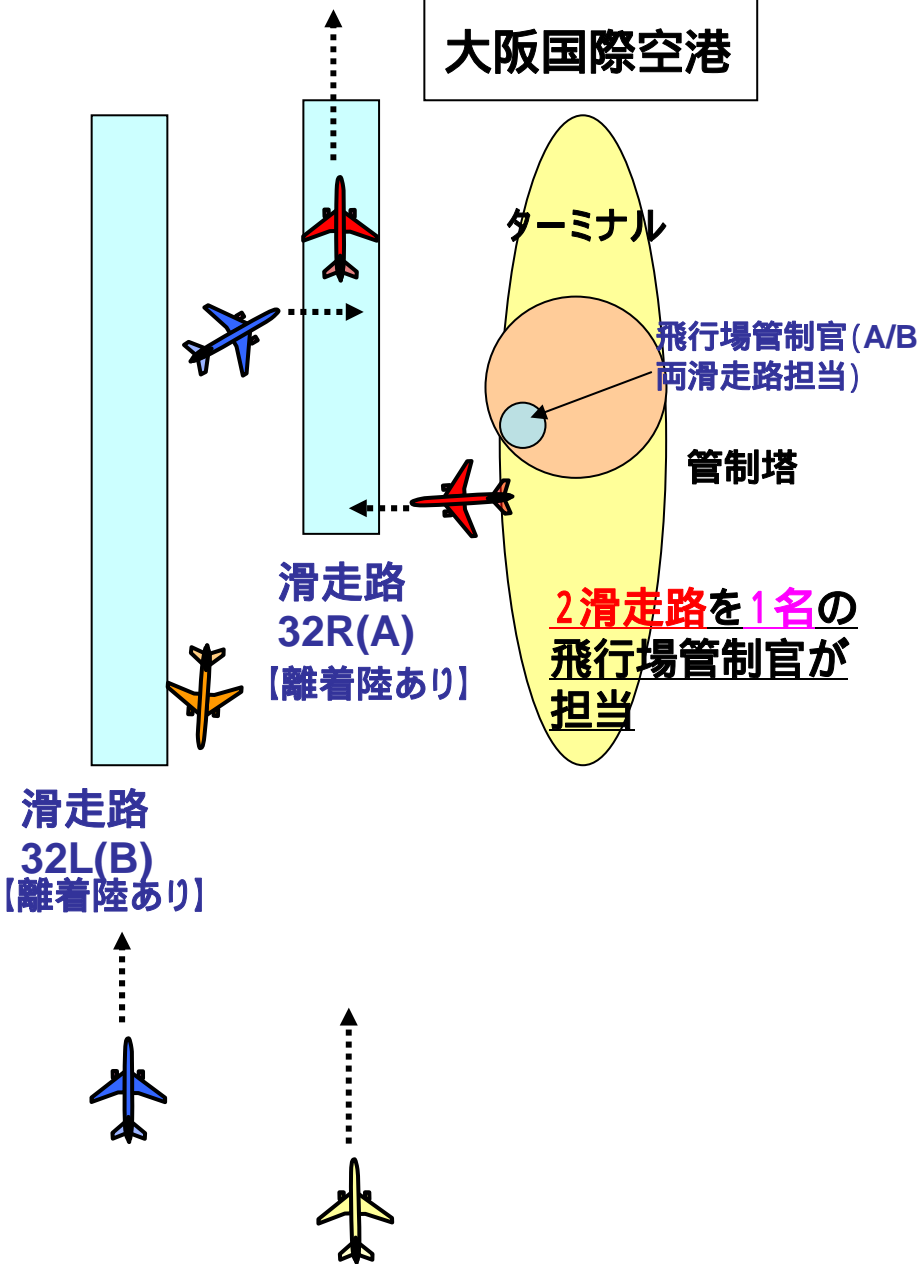 大阪国際空港
ターミナル
飛行場管制官(A/B
両滑走路担当)
管制塔
滑走路
32R(A)
【離着陸あり】
2滑走路を1名の
飛行場管制官が
担当
滑走路
32L(B)
【離着陸あり】